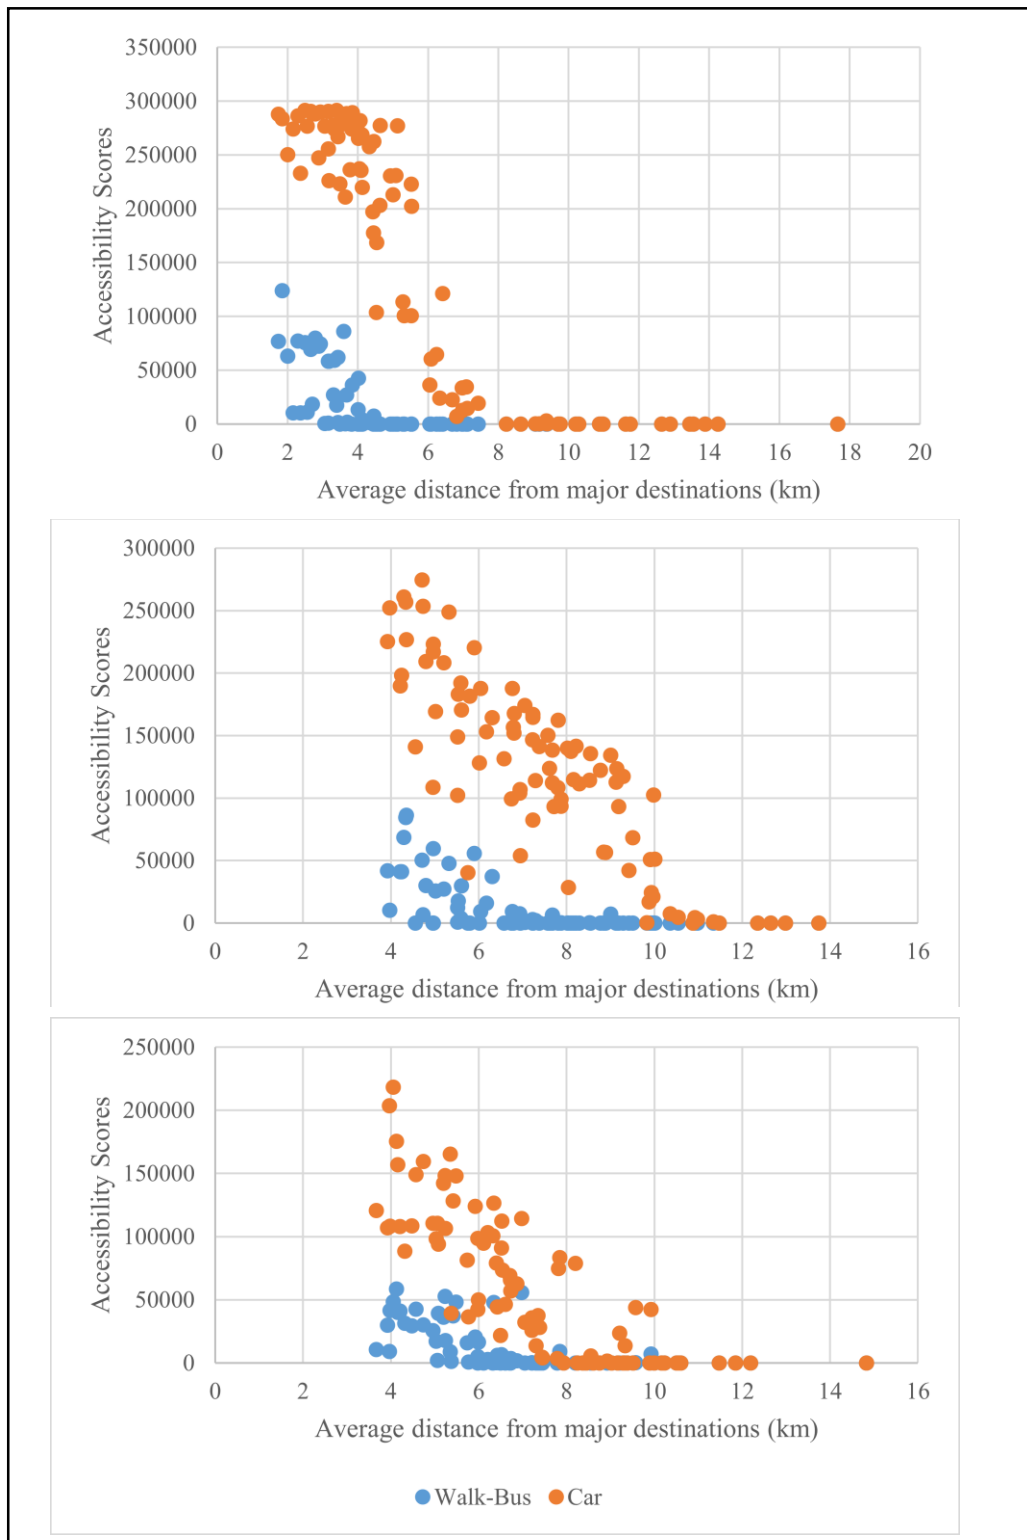 350000
300000
250000
200000
150000
100000
50000
0
Accessibility Scores
0 2 4 6 8 10 12 14 16 18 20
Average distance from major destinations (km)
300000
250000
200000
150000
100000
50000
0
Accessibility Scores
0 2 4 6 8 10 12 14 16
Average distance from major destinations (km)
250000
200000
150000
100000
50000
0
Accessibility Scores
0 2 4 6 8 10 12 14 16
Average distance from major destinations (km)
Walk-Bus Car